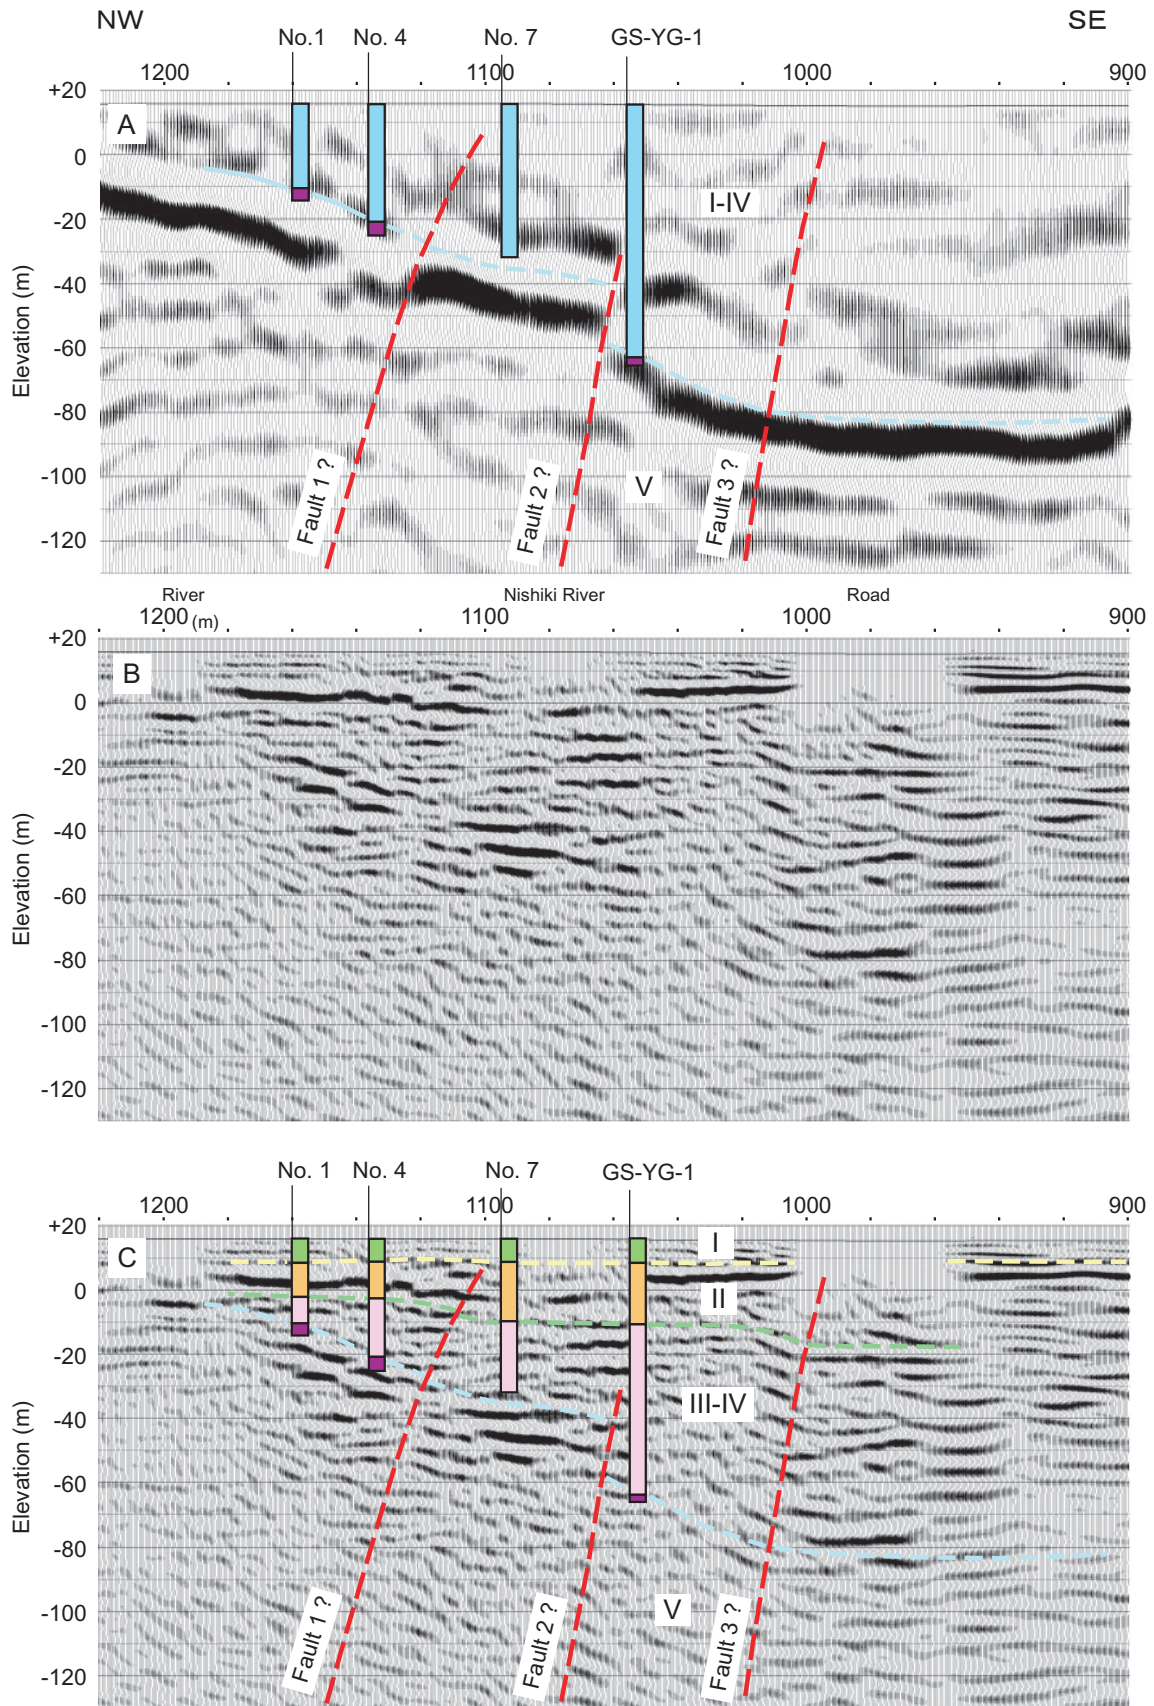 NW SE
No.1 No. 4 No. 7 GS-YG-1
1200 1100 1000 900
+20
A
0
I-IV
-20
-40
-60
-80
-100
-120
Elevation (m)
Fault 1 ?
Fault 2 ?
V
Fault 3 ?
River Nishiki River Road
1200 (m) 1100 1000 900
+20
B
0
-20
-40
-60
-80
-100
-120
Elevation (m)
No. 1 No. 4 No. 7 GS-YG-1
1200 1100 1000 900
+20
C
I
0
II
-20
III-IV
-40
-60
-80
-100
-120
Elevation (m)
Fault 1 ?
Fault 2 ?
V
Fault 3 ?